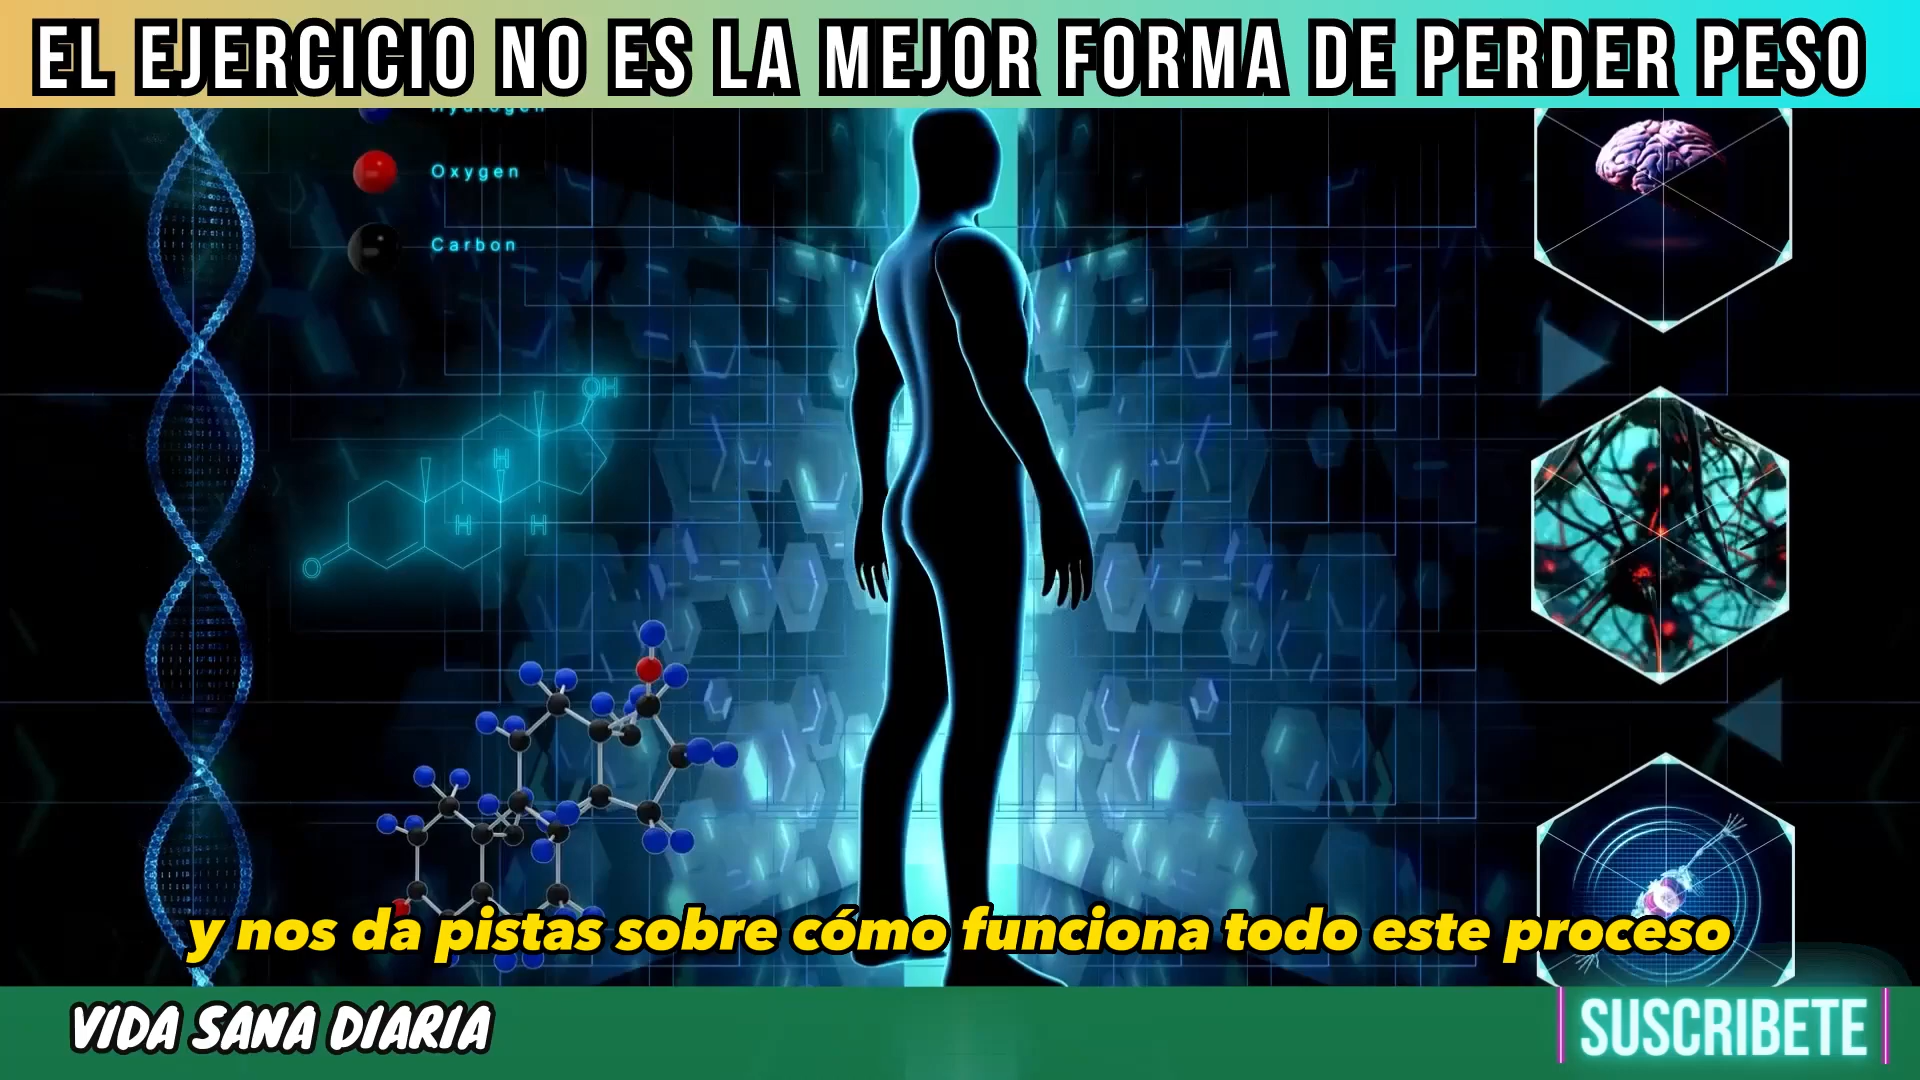 EL EJERCICIO NO ES LA MEJOR FORMA DE PERDER PESO
Hydrogen
Oxygen
Carbon
OH
H
H
H
O
y nos da pistas sobre cómo funciona todo este proceso
VIDA SANA DIARIA
SUSCRIBETE